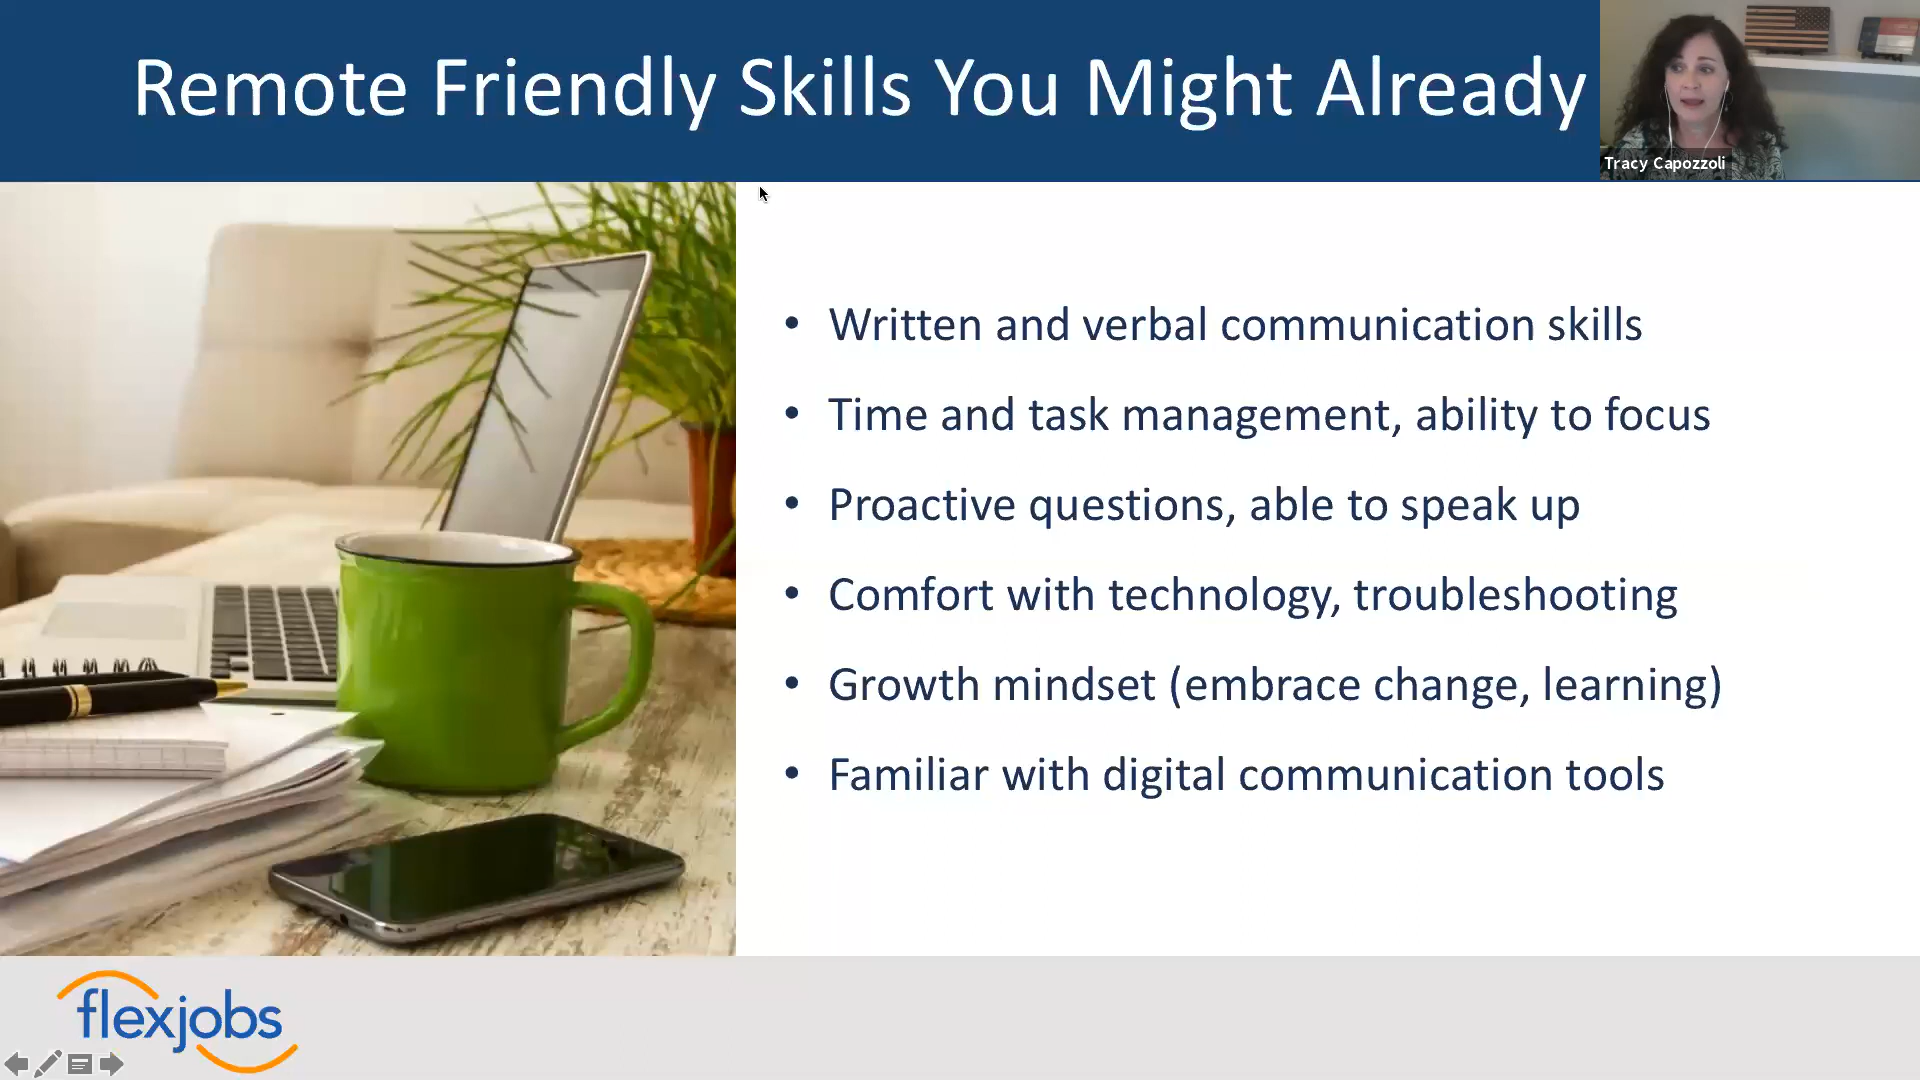 Remote Friendly Skills You Might Already
Tracy Capozzoli
• Written and verbal communication skills
• Time and task management, ability to focus
• Proactive questions, able to speak up
• Comfort with technology, troubleshooting
• Growth mindset (embrace change, learning)
• Familiar with digital communication tools
flexjobs